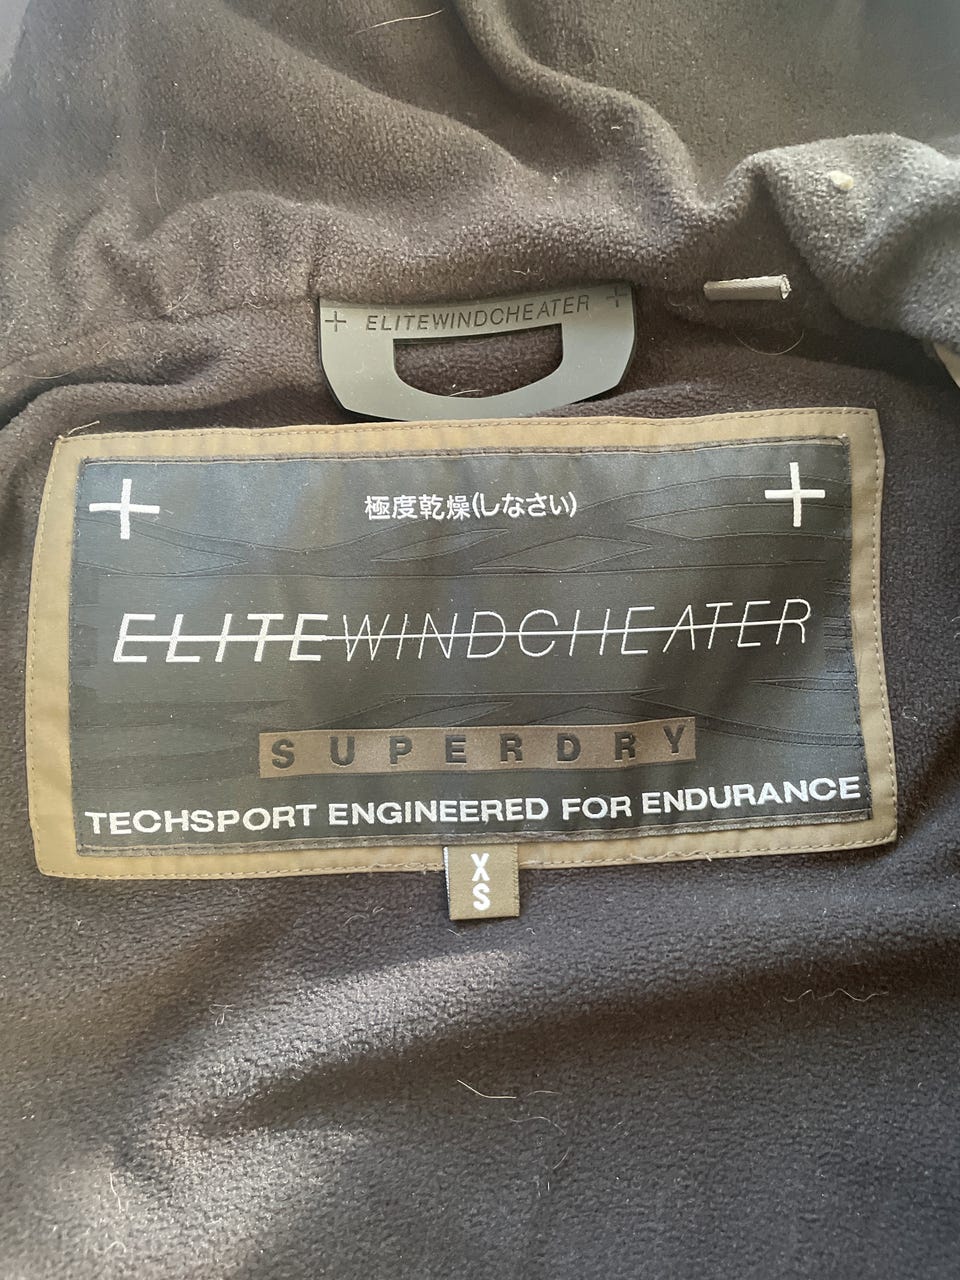 + ELITEWINDCHEATER +
+ 極度乾燥(しなさい) +
ELITEWINDCHEATER
SUPERDRY
TECHSPORT ENGINEERED FOR ENDURANCE
XS